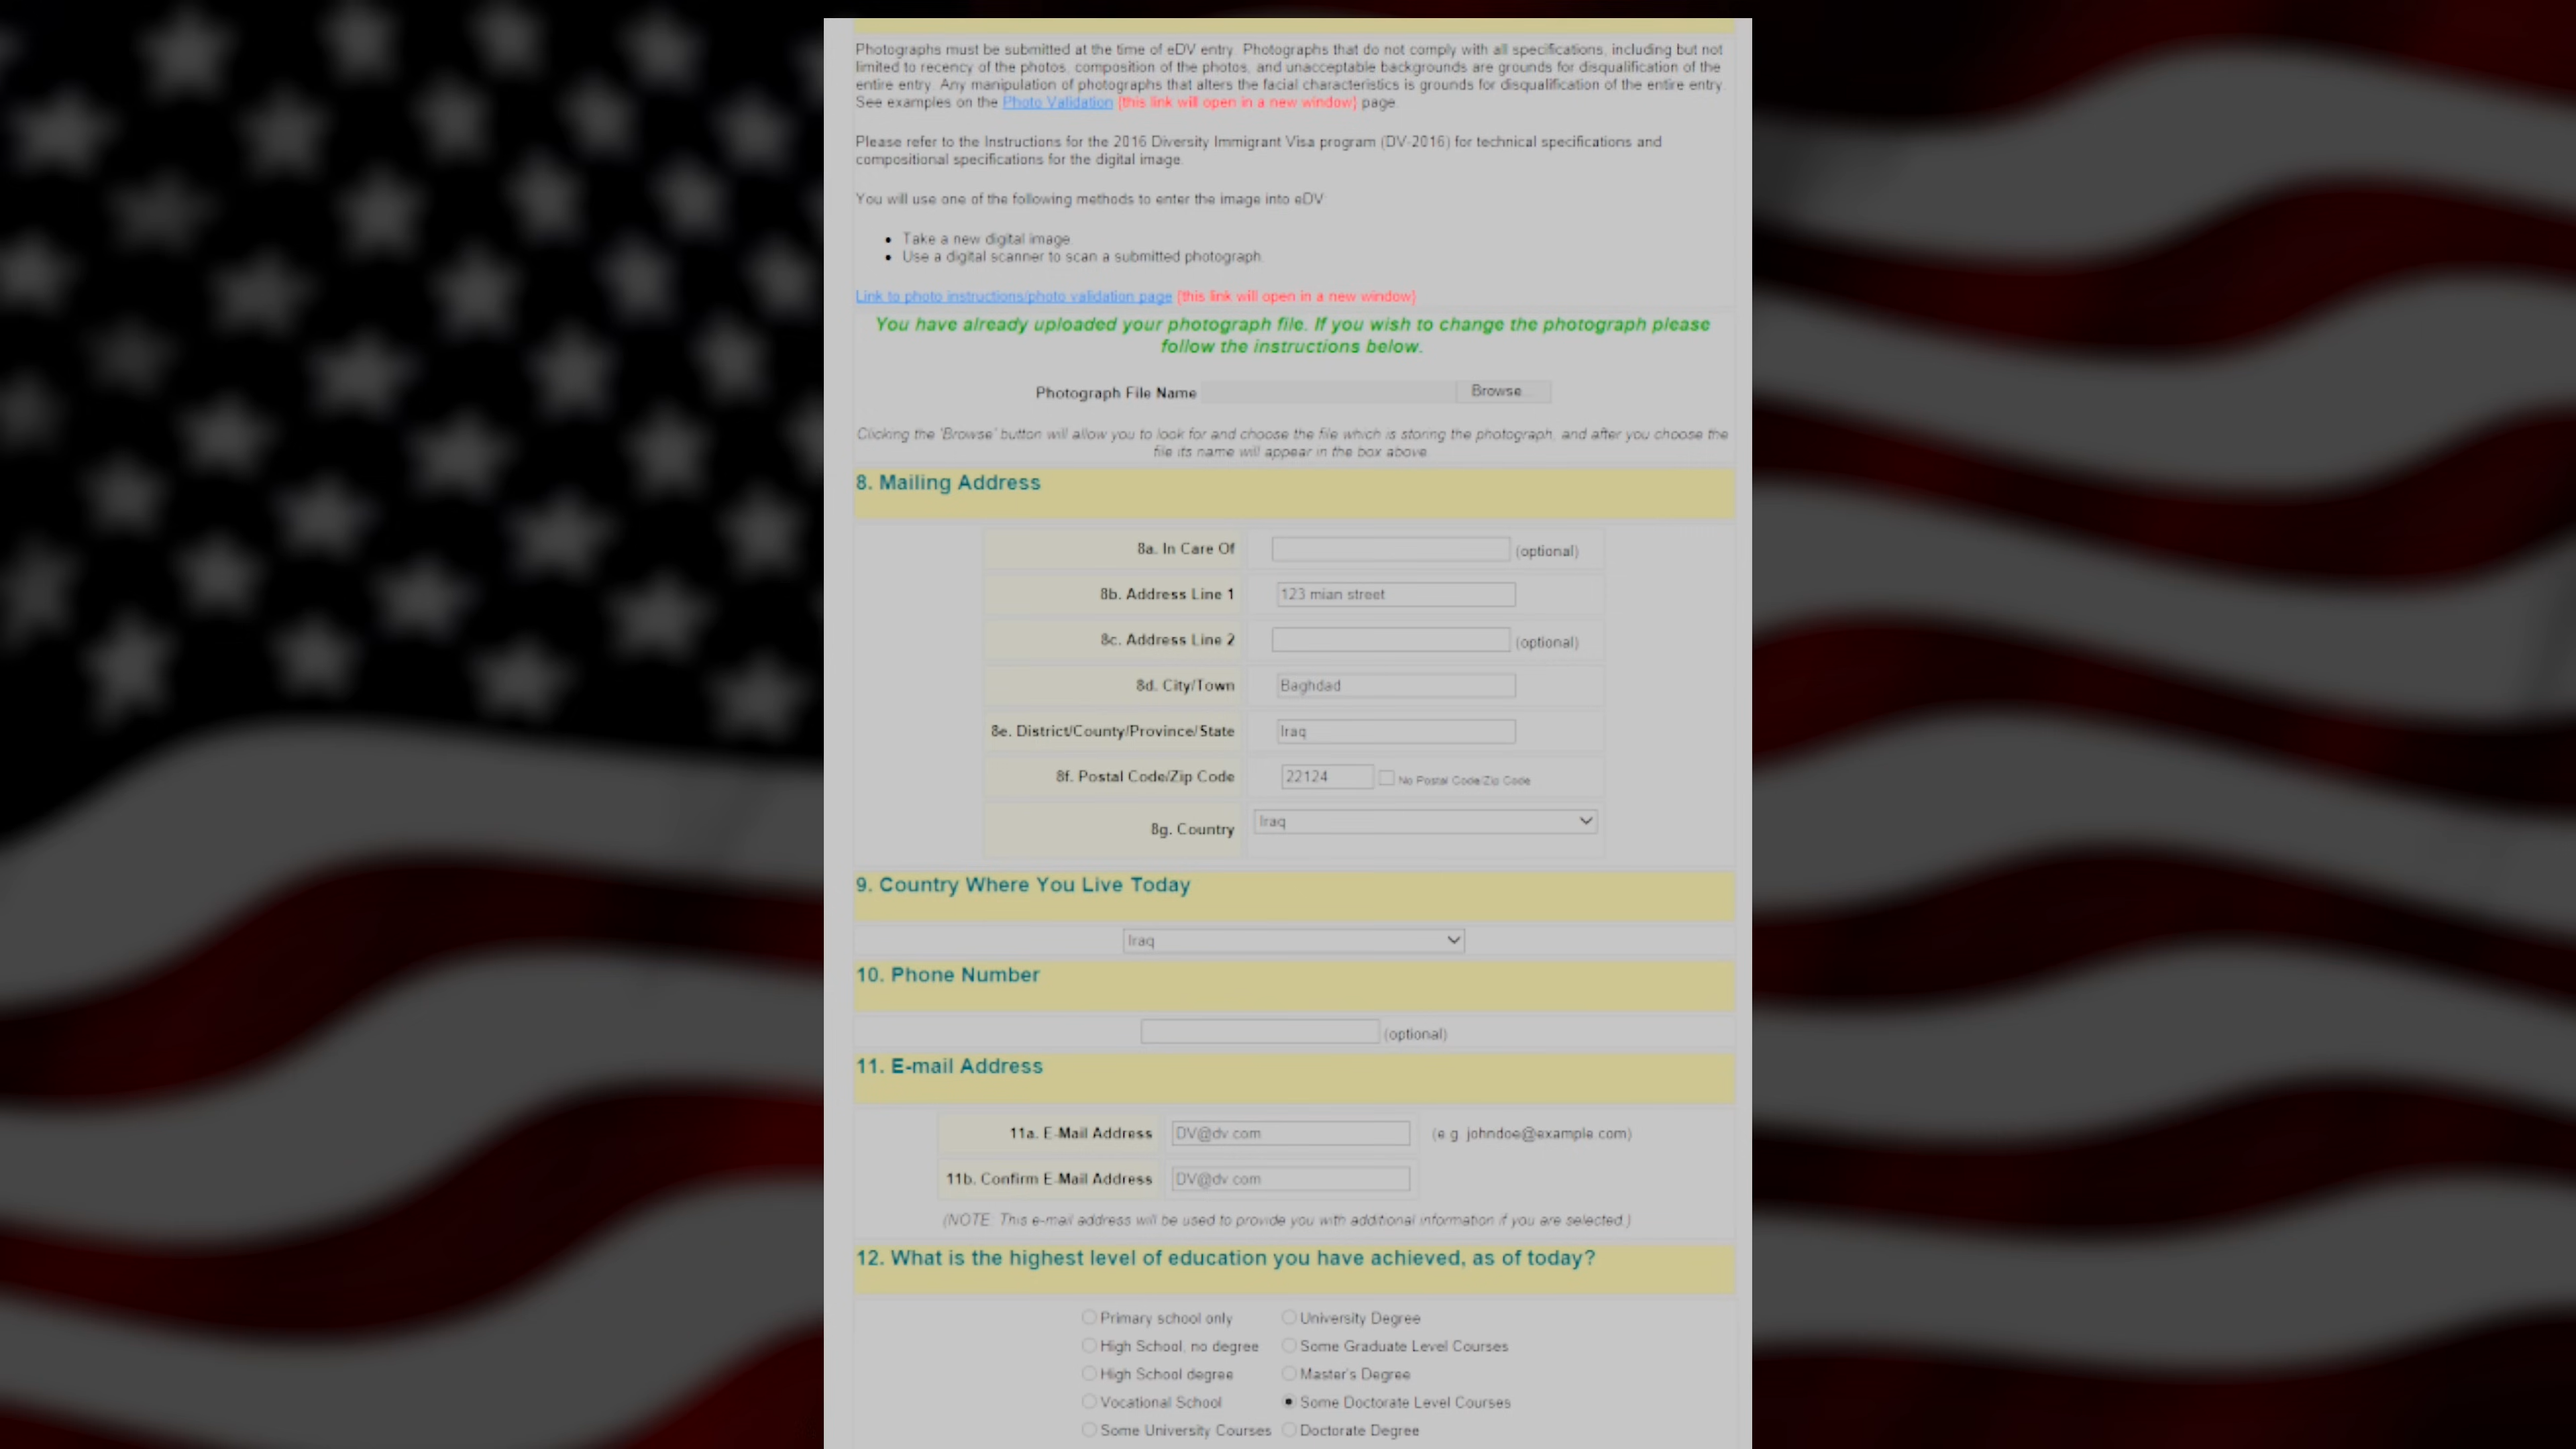 Photographs must be submitted at the time of eDV entry. Photographs that do not comply with all specifications, including but not
limited to recency of the photos, composition of the photos, and unacceptable backgrounds are grounds for disqualification of the
entire entry. Any manipulation of photographs that alters the facial characteristics is grounds for disqualification of the entire entry.
See examples on the Photo Validation {this link will open in a new window} page.
Please refer to the Instructions for the 2016 Diversity Immigrant Visa program (DV-2016) for technical specifications and
compositional specifications for the digital image.
You will use one of the following methods to enter the image into eDV
• Take a new digital image.
• Use a digital scanner to scan a submitted photograph.
Link to photo instructions/photo validation page {this link will open in a new window}
You have already uploaded your photograph file. If you wish to change the photograph please
follow the instructions below.
Photograph File Name Browse...
Clicking the 'Browse' button will allow you to look for and choose the file which is storing the photograph, and after you choose the
file its name will appear in the box above.
8. Mailing Address
8a. In Care Of (optional)
8b. Address Line 1 123 mian street
8c. Address Line 2 (optional)
8d. City/Town Baghdad
8e. District/County/Province/State Iraq
8f. Postal Code/Zip Code 22124 No Postal Code/Zip Code
8g. Country Iraq
9. Country Where You Live Today
Iraq
10. Phone Number
(optional)
11. E-mail Address
11a. E-Mail Address DV@dv.com (e.g. johndoe@example.com)
11b. Confirm E-Mail Address DV@dv.com
(NOTE: This e-mail address will be used to provide you with additional information if you are selected.)
12. What is the highest level of education you have achieved, as of today?
Primary school only University Degree
High School, no degree Some Graduate Level Courses
High School degree Master's Degree
Vocational School Some Doctorate Level Courses
Some University Courses Doctorate Degree